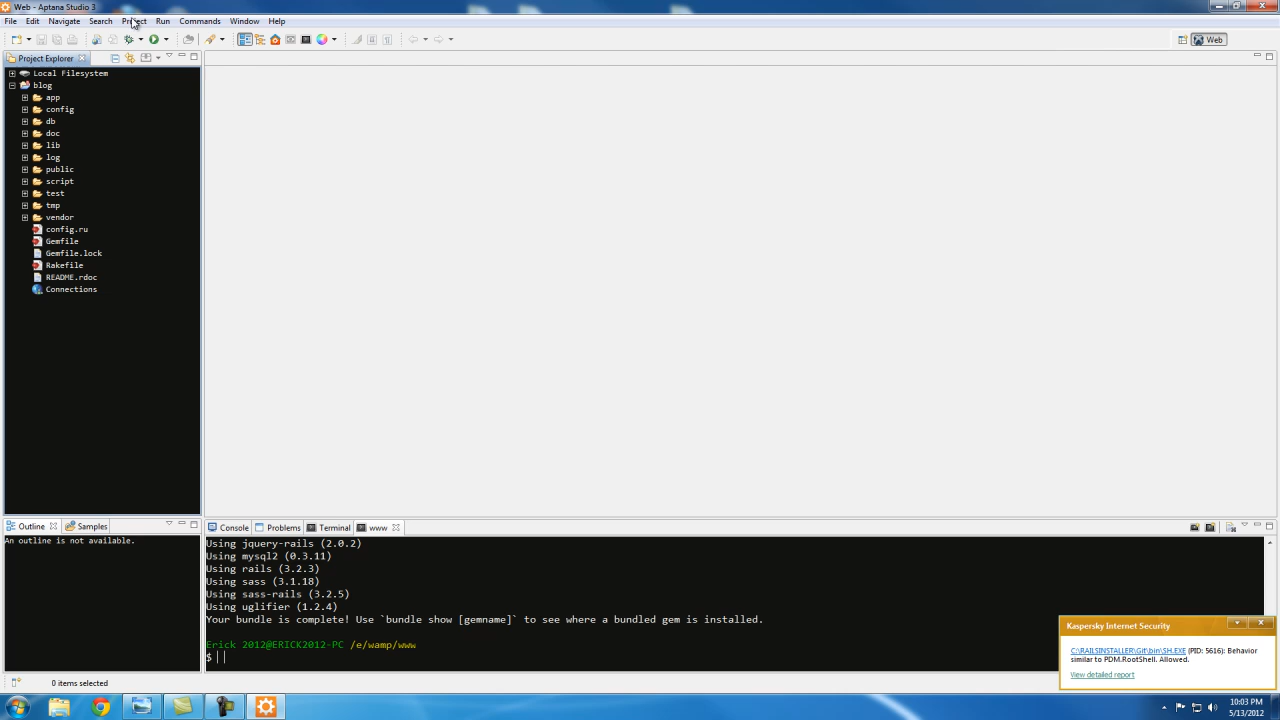 Web - Aptana Studio 3
File Edit Navigate Search Project Run Commands Window Help
Web
Project Explorer
Local Filesystem
blog
app
config
db
doc
lib
log
public
script
test
tmp
vendor
config.ru
Gemfile
Gemfile.lock
Rakefile
README.rdoc
Connections
Outline Samples
An outline is not available.
Console Problems Terminal www
Using jquery-rails (2.0.2)
Using mysql2 (0.3.11)
Using rails (3.2.3)
Using sass (3.1.18)
Using sass-rails (3.2.5)
Using uglifier (1.2.4)
Your bundle is complete! Use `bundle show [gemname]` to see where a bundled gem is installed.
Erick 2012@ERICK2012-PC /e/wamp/www
$
Kaspersky Internet Security
C:\RAILSINSTALLER\Git\bin\SH.EXE (PID: 5616): Behavior
similar to PDM.RootShell. Allowed.
View detailed report
0 items selected
10:03 PM
5/13/2012